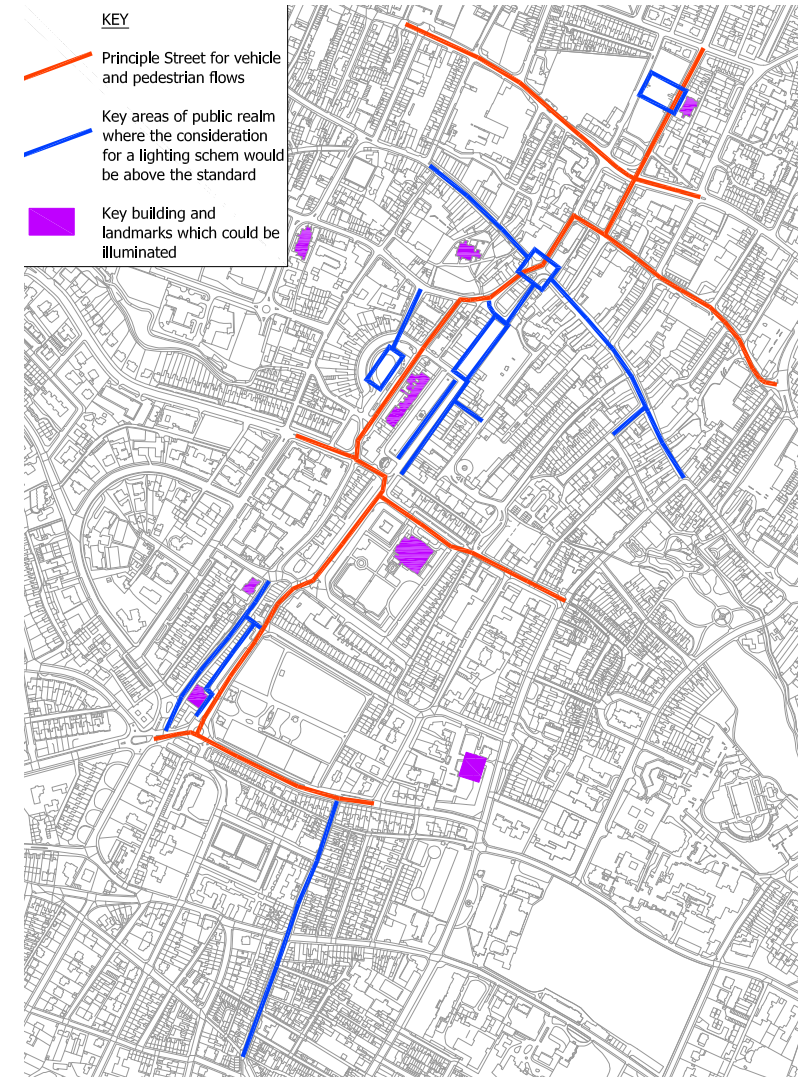 KEY
Principle Street for vehicle
and pedestrian flows
Key areas of public realm
where the consideration
for a lighting schem would
be above the standard
Key building and
landmarks which could be
illuminated